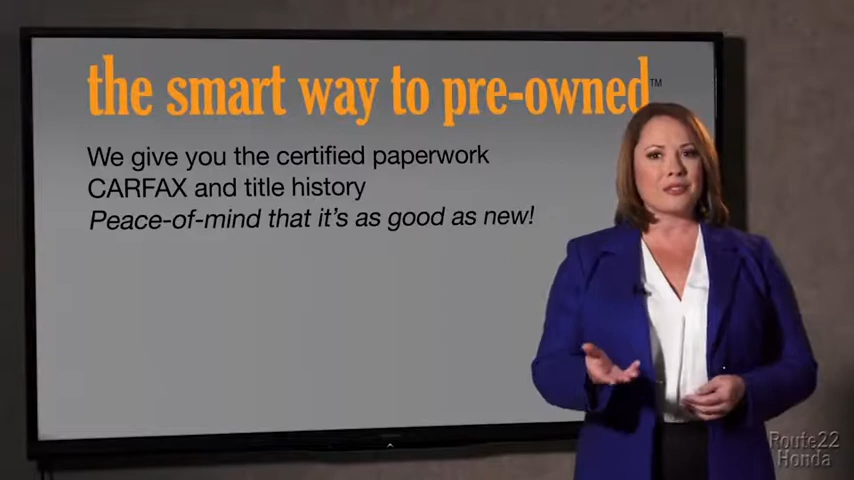 the smart way to pre-owned™
We give you the certified paperwork
CARFAX and title history
Peace-of-mind that it's as good as new!
Route22
Honda